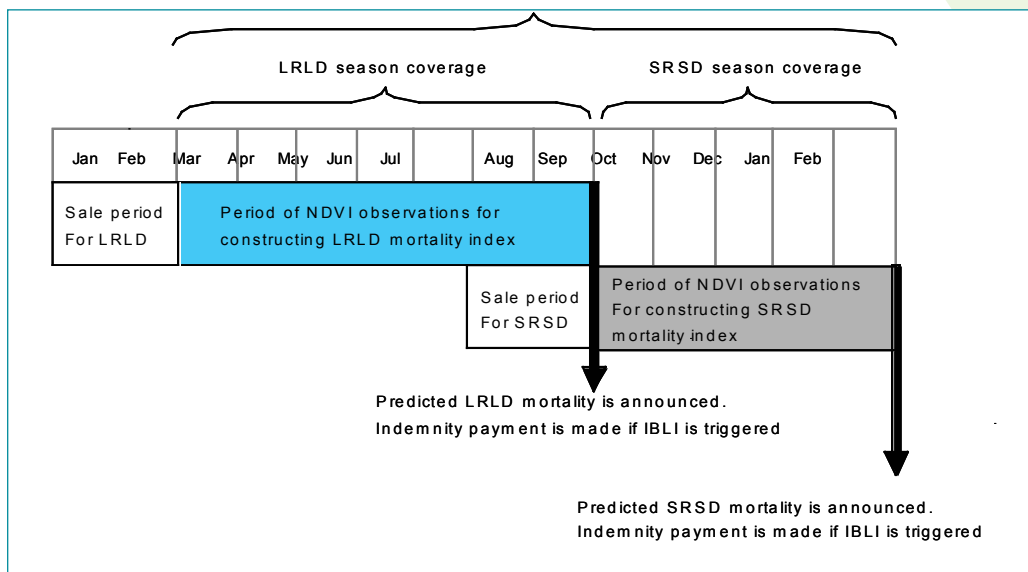 LRLD season coverage
SRSD season coverage
Jan Feb Mar Apr May Jun Jul Aug Sep Oct Nov Dec Jan Feb
Sale period
For LRLD
Period of NDVI observations for
constructing LRLD mortality index
Sale period
For SRSD
Period of NDVI observations
For constructing SRSD
mortality index
Predicted LRLD mortality is announced.
Indemnity payment is made if IBLI is triggered
Predicted SRSD mortality is announced.
Indemnity payment is made if IBLI is triggered